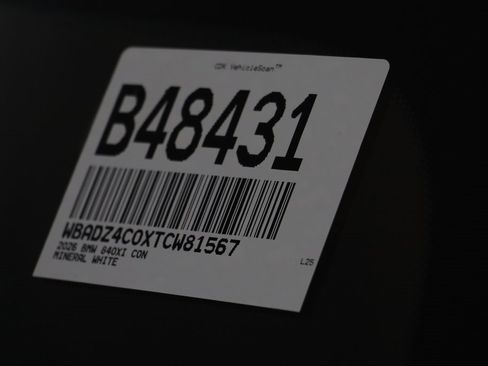 CDK VehicleScan™
B48431
WBADZ4C0XTCW81567
2026 BMW 840XI CON
MINERAL WHITE
L25